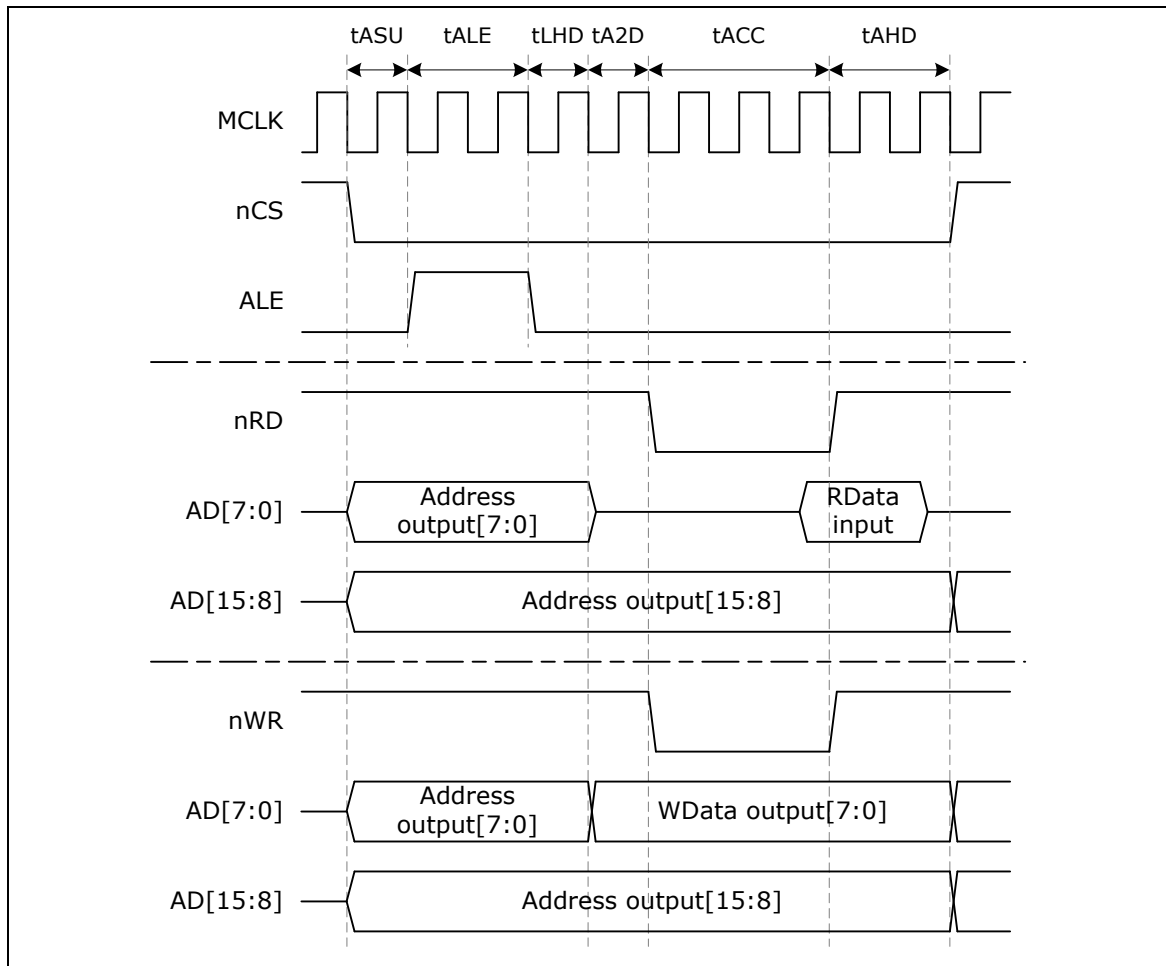 tASU tALE tLHD tA2D tACC tAHD
MCLK
nCS
ALE
nRD
AD[7:0] Address output[7:0] RData input
AD[15:8] Address output[15:8]
nWR
AD[7:0] Address output[7:0] WData output[7:0]
AD[15:8] Address output[15:8]